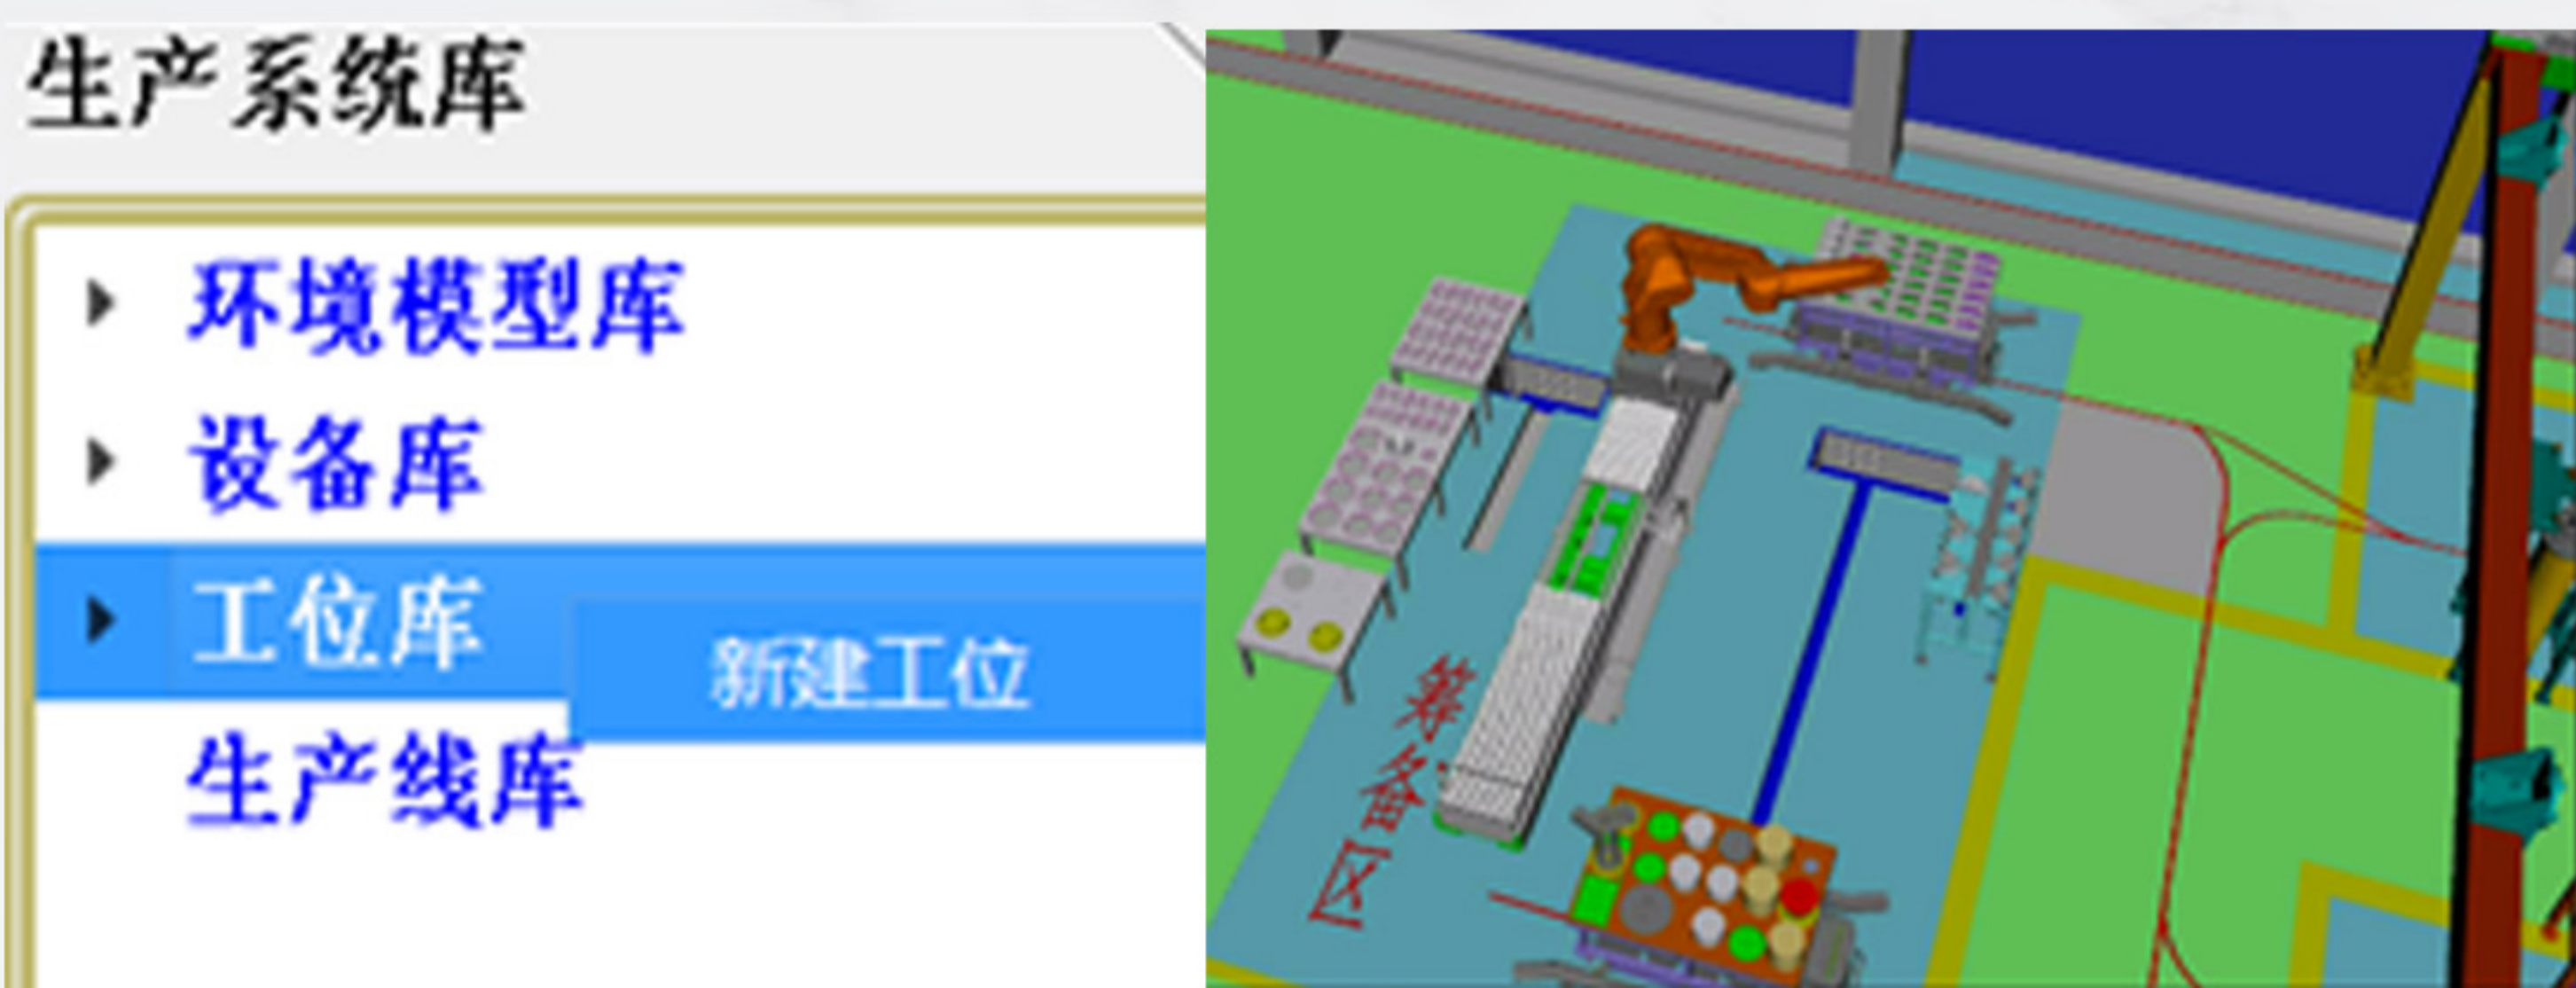 生产系统库
环境模型库
设备库
工位库
新建工位
生产线库
筹备区